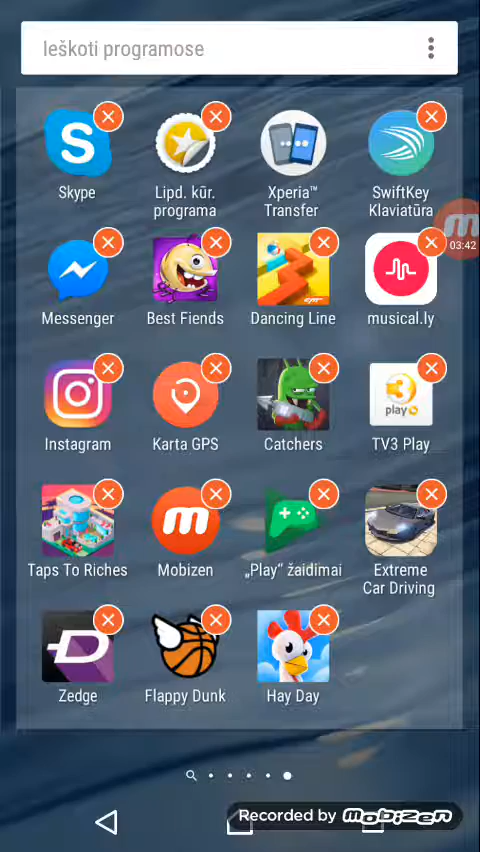 Ieškoti programose
Skype
Lipd. kūr.
programa
Xperia™
Transfer
SwiftKey
Klaviatūra
03:42
Messenger
Best Fiends
Dancing Line
musical.ly
Instagram
Karta GPS
Catchers
3
play
TV3 Play
Taps To Riches
Mobizen
„Play“ žaidimai
Extreme
Car Driving
Zedge
Flappy Dunk
Hay Day
Recorded by mobizen